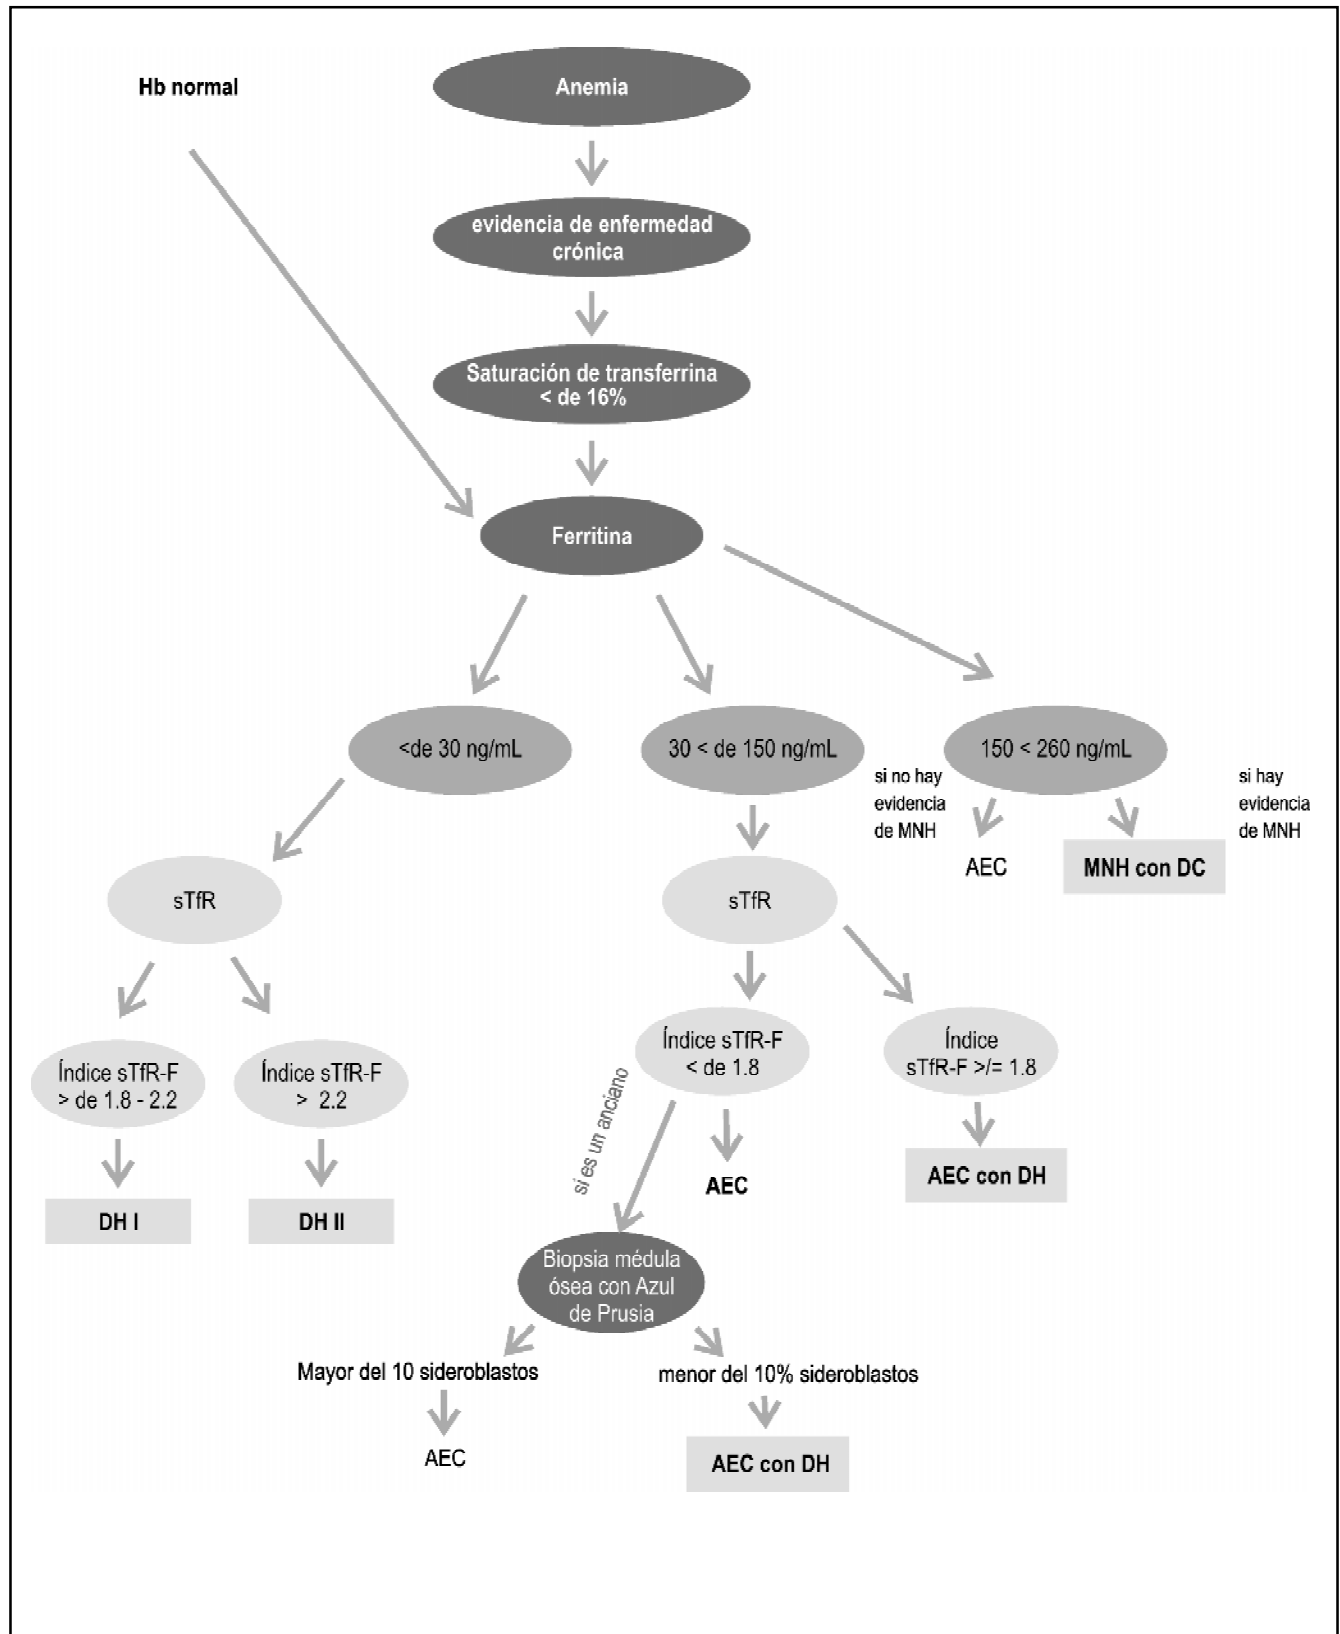 Hb normal
Anemia
evidencia de enfermedad
crónica
Saturación de transferrina
< de 16%
Ferritina
<de 30 ng/mL
30 < de 150 ng/mL
150 < 260 ng/mL
si no hay
evidencia
de MNH
si hay
evidencia
de MNH
AEC
MNH con DC
sTfR
sTfR
Índice sTfR-F
> de 1.8 - 2.2
Índice sTfR-F
> 2.2
Índice sTfR-F
< de 1.8
Índice
sTfR-F >/= 1.8
si es un anciano
DH I
DH II
AEC
AEC con DH
Biopsia médula
ósea con Azul
de Prusia
Mayor del 10 sideroblastos
menor del 10% sideroblastos
AEC
AEC con DH